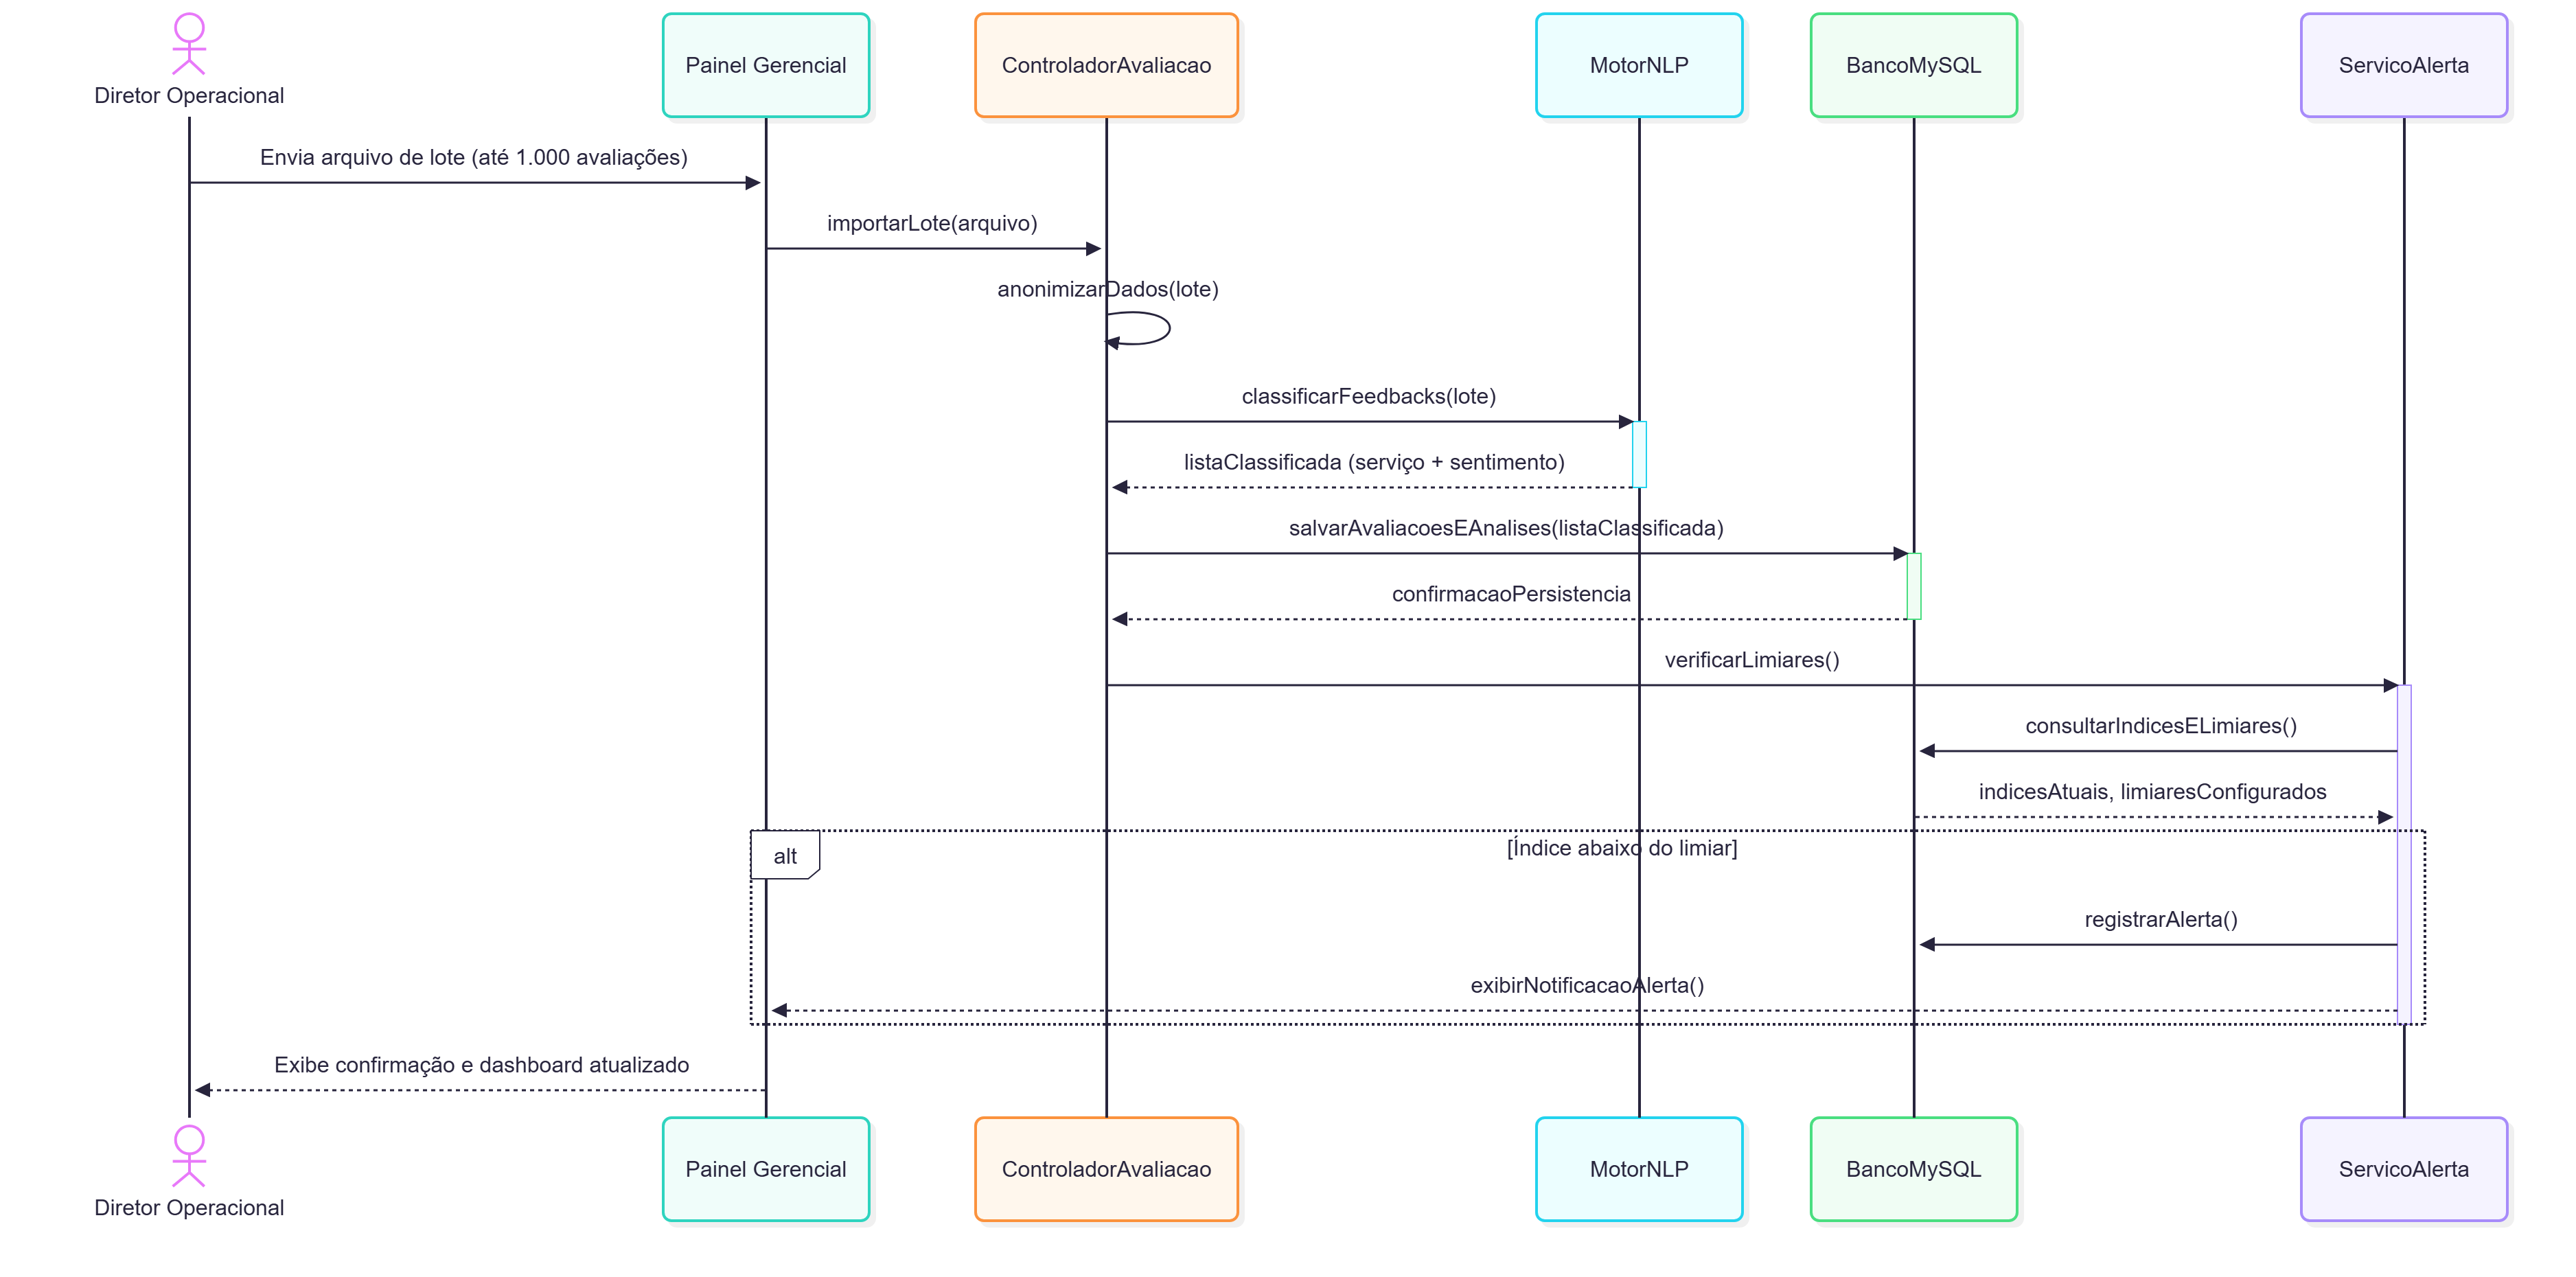 Diretor Operacional
Painel Gerencial
ControladorAvaliacao
MotorNLP
BancoMySQL
ServicoAlerta
Envia arquivo de lote (até 1.000 avaliações)
importarLote(arquivo)
anonimizarDados(lote)
classificarFeedbacks(lote)
listaClassificada (serviço + sentimento)
salvarAvaliacoesEAnalises(listaClassificada)
confirmacaoPersistencia
verificarLimiares()
consultarIndicesELimiares()
indicesAtuais, limiaresConfigurados
alt
[Índice abaixo do limiar]
registrarAlerta()
exibirNotificacaoAlerta()
Exibe confirmação e dashboard atualizado
Diretor Operacional
Painel Gerencial
ControladorAvaliacao
MotorNLP
BancoMySQL
ServicoAlerta